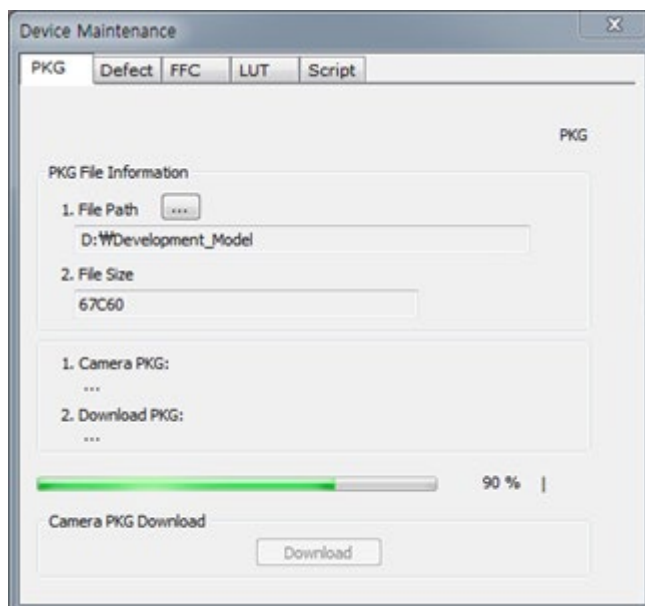 Device Maintenance
PKG Defect FFC LUT Script
PKG
PKG File Information
1. File Path ...
D:₩Development_Model
2. File Size
67C60
1. Camera PKG:
...
2. Download PKG:
...
90 % |
Camera PKG Download
Download